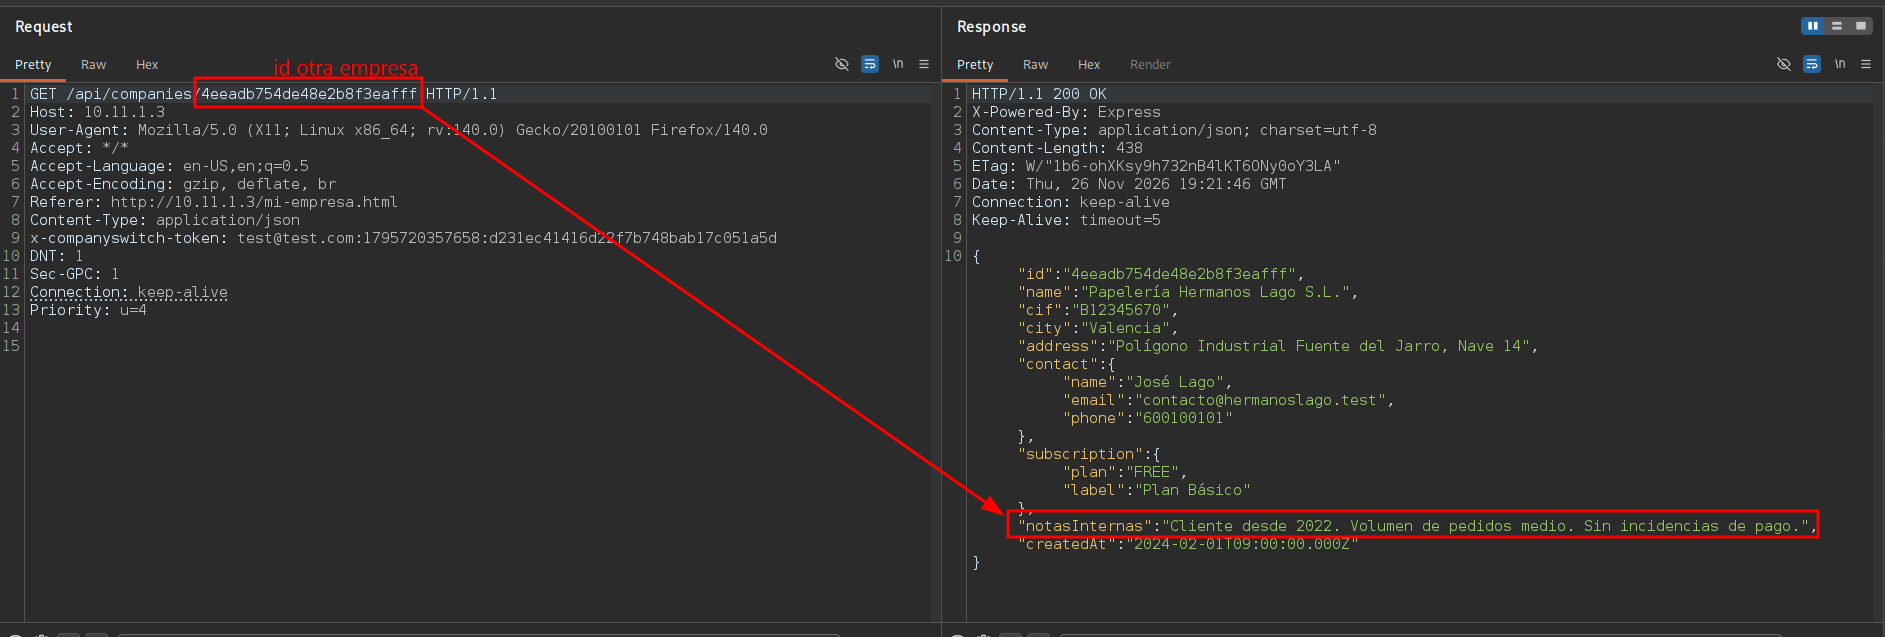 Request
Pretty Raw Hex
\n
id otra empresa
1 GET /api/companies/4eeadb754de48e2b8f3eafff HTTP/1.1
2 Host: 10.11.1.3
3 User-Agent: Mozilla/5.0 (X11; Linux x86_64; rv:140.0) Gecko/20100101 Firefox/140.0
4 Accept: */*
5 Accept-Language: en-US,en;q=0.5
6 Accept-Encoding: gzip, deflate, br
7 Referer: http://10.11.1.3/mi-empresa.html
8 Content-Type: application/json
9 x-companyswitch-token: test@test.com:1795720357658:d231ec41416d22f7b748bab17c051a5d
10 DNT: 1
11 Sec-GPC: 1
12 Connection: keep-alive
13 Priority: u=4
14
15
Response
Pretty Raw Hex Render
\n
1 HTTP/1.1 200 OK
2 X-Powered-By: Express
3 Content-Type: application/json; charset=utf-8
4 Content-Length: 438
5 ETag: W/"1b6-ohXKsy9h732nB4lKT6ONy0oY3LA"
6 Date: Thu, 26 Nov 2026 19:21:46 GMT
7 Connection: keep-alive
8 Keep-Alive: timeout=5
9
10 {
"id":"4eeadb754de48e2b8f3eafff",
"name":"Papelería Hermanos Lago S.L.",
"cif":"B12345670",
"city":"Valencia",
"address":"Polígono Industrial Fuente del Jarro, Nave 14",
"contact":{
"name":"José Lago",
"email":"contacto@hermanoslago.test",
"phone":"600100101"
},
"subscription":{
"plan":"FREE",
"label":"Plan Básico"
},
"notasInternas":"Cliente desde 2022. Volumen de pedidos medio. Sin incidencias de pago.",
"createdAt":"2024-02-01T09:00:00.000Z"
}